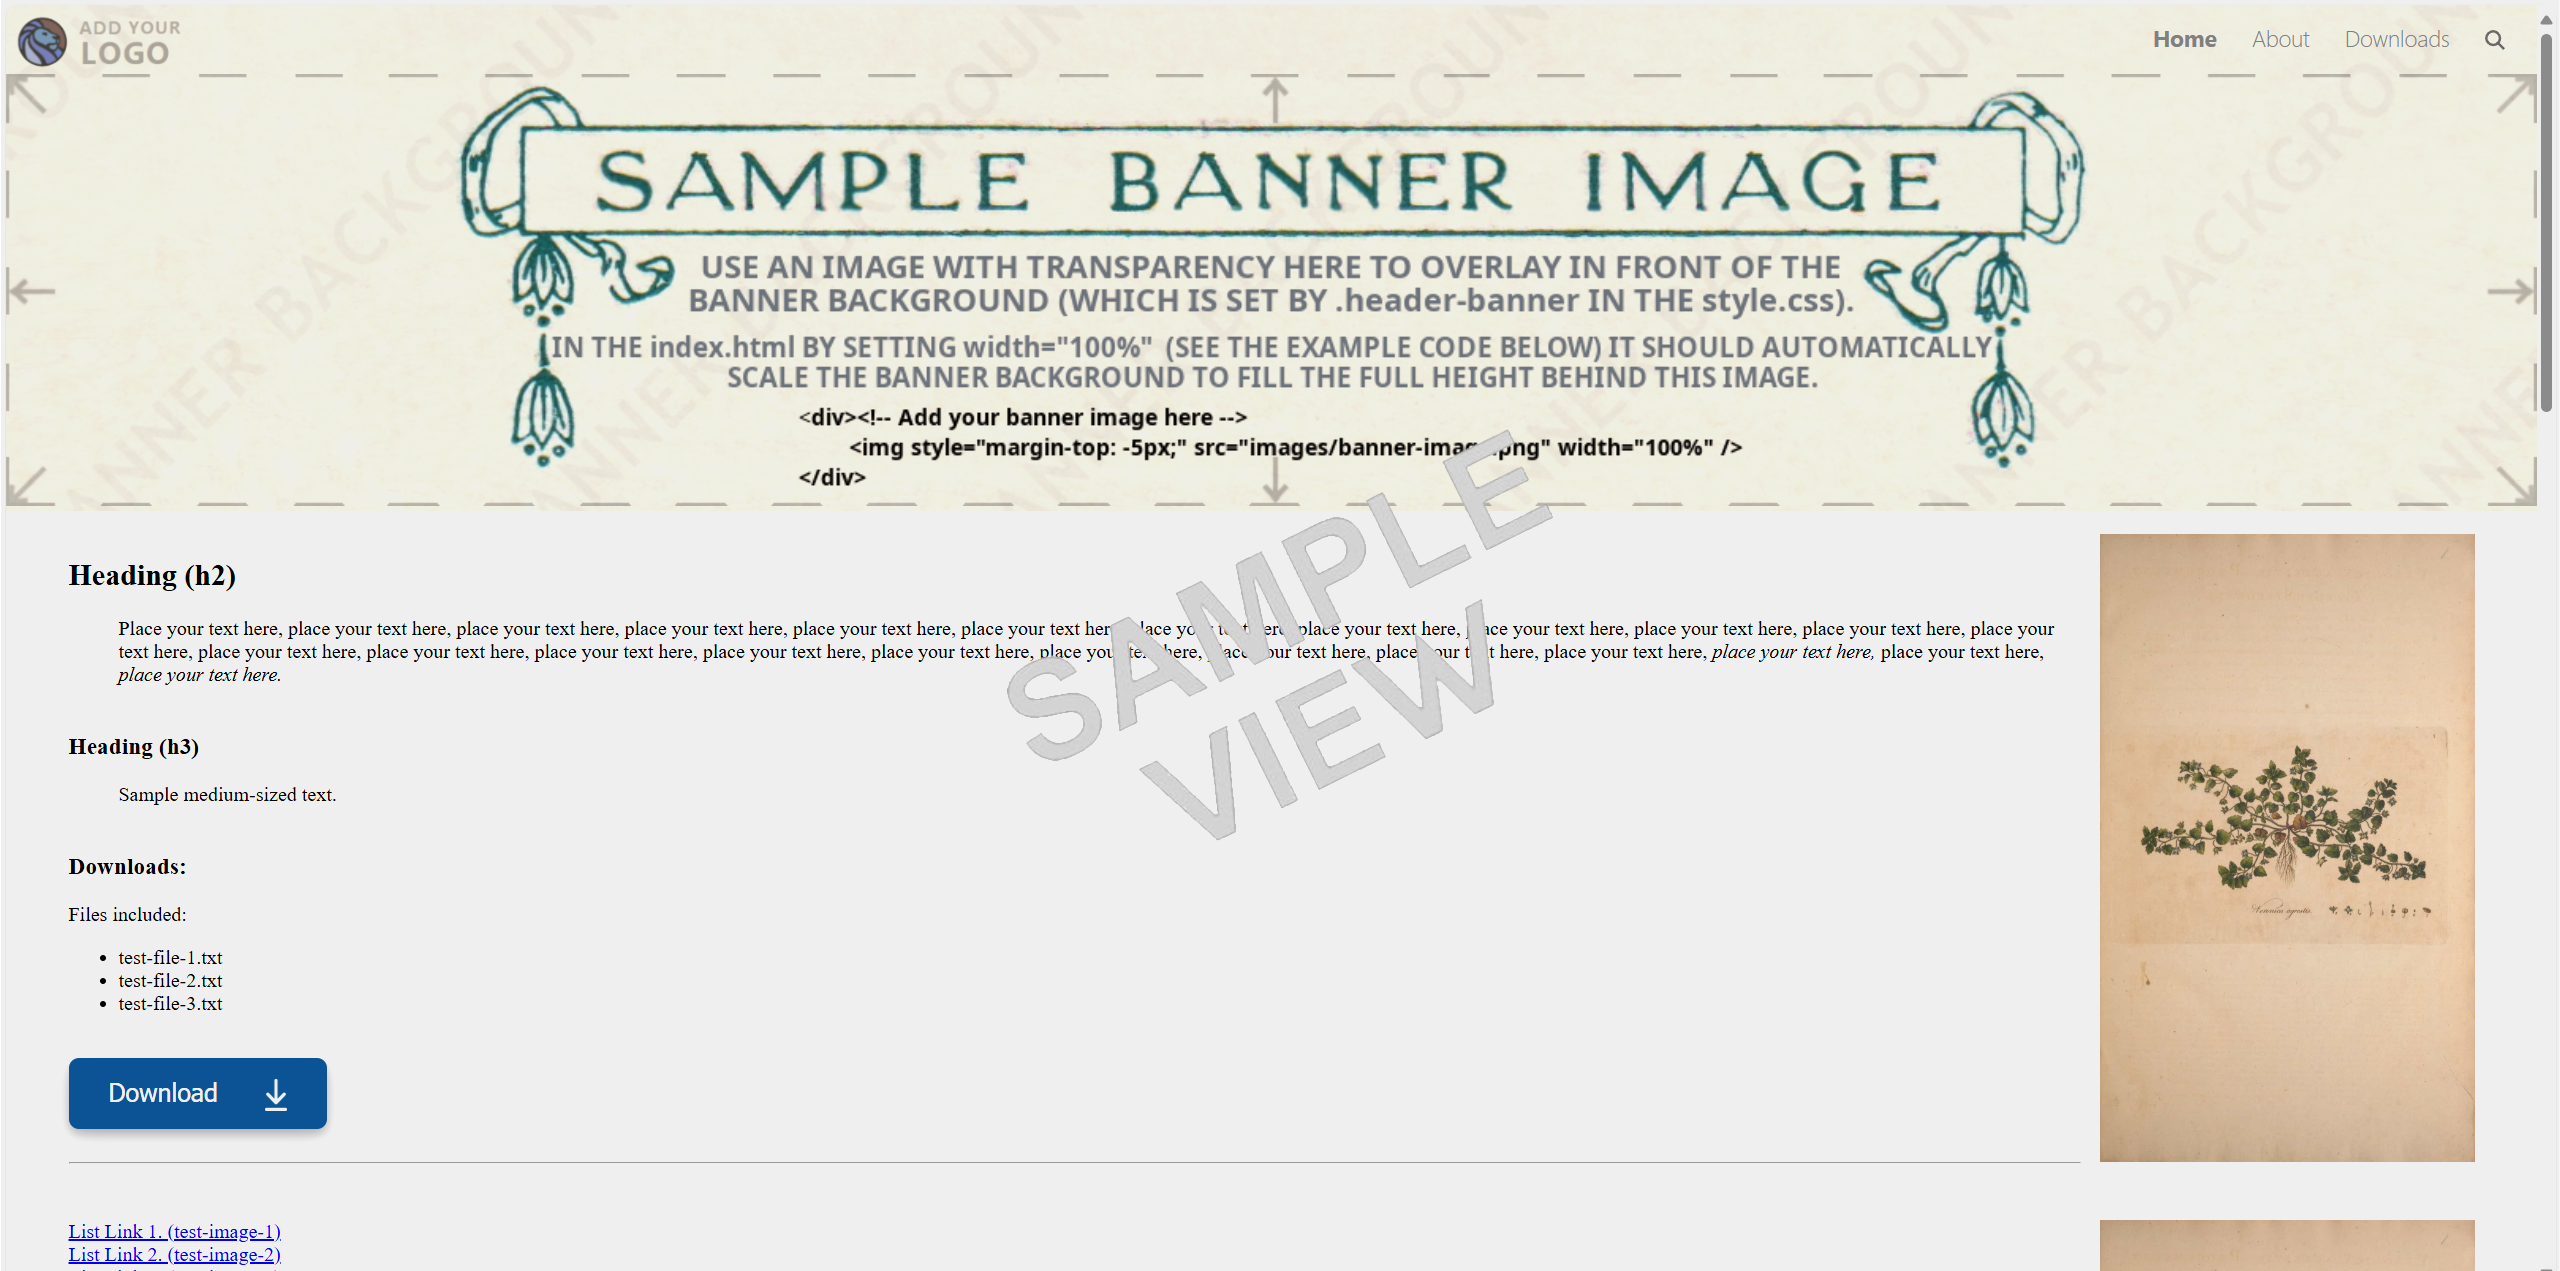 ADD YOUR
LOGO
Home About Downloads
SAMPLE BANNER IMAGE
USE AN IMAGE WITH TRANSPARENCY HERE TO OVERLAY IN FRONT OF THE
BANNER BACKGROUND (WHICH IS SET BY .header-banner IN THE style.css).
IN THE index.html BY SETTING width="100%" (SEE THE EXAMPLE CODE BELOW) IT SHOULD AUTOMATICALLY
SCALE THE BANNER BACKGROUND TO FILL THE FULL HEIGHT BEHIND THIS IMAGE.
<div><!-- Add your banner image here -->
<img style="margin-top: -5px;" src="images/banner-image.png" width="100%" />
</div>
SAMPLE
VIEW
Heading (h2)
Place your text here, place your text here, place your text here, place your text here, place your text here, place your text here, place your text here, place your text here, place your text here, place your text here, place your text here, place your
text here, place your text here, place your text here, place your text here, place your text here, place your text here, place your text here, place your text here, place your text here, place your text here, place your text here, place your text here,
place your text here.
Heading (h3)
Sample medium-sized text.
Downloads:
Files included:
test-file-1.txt
test-file-2.txt
test-file-3.txt
Download
List Link 1. (test-image-1)
List Link 2. (test-image-2)